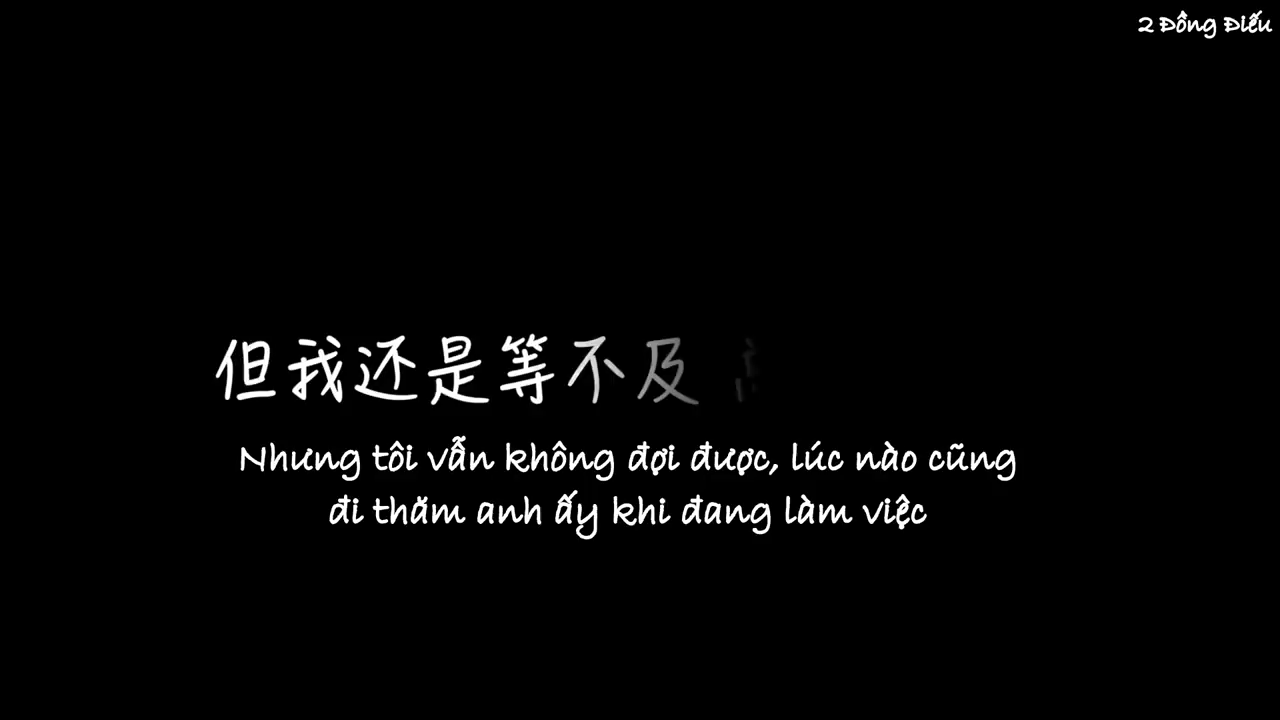 2 Đồng Điếu
但我还是等不及
Nhưng tôi vẫn không đợi được, lúc nào cũng
đi thăm anh ấy khi đang làm việc